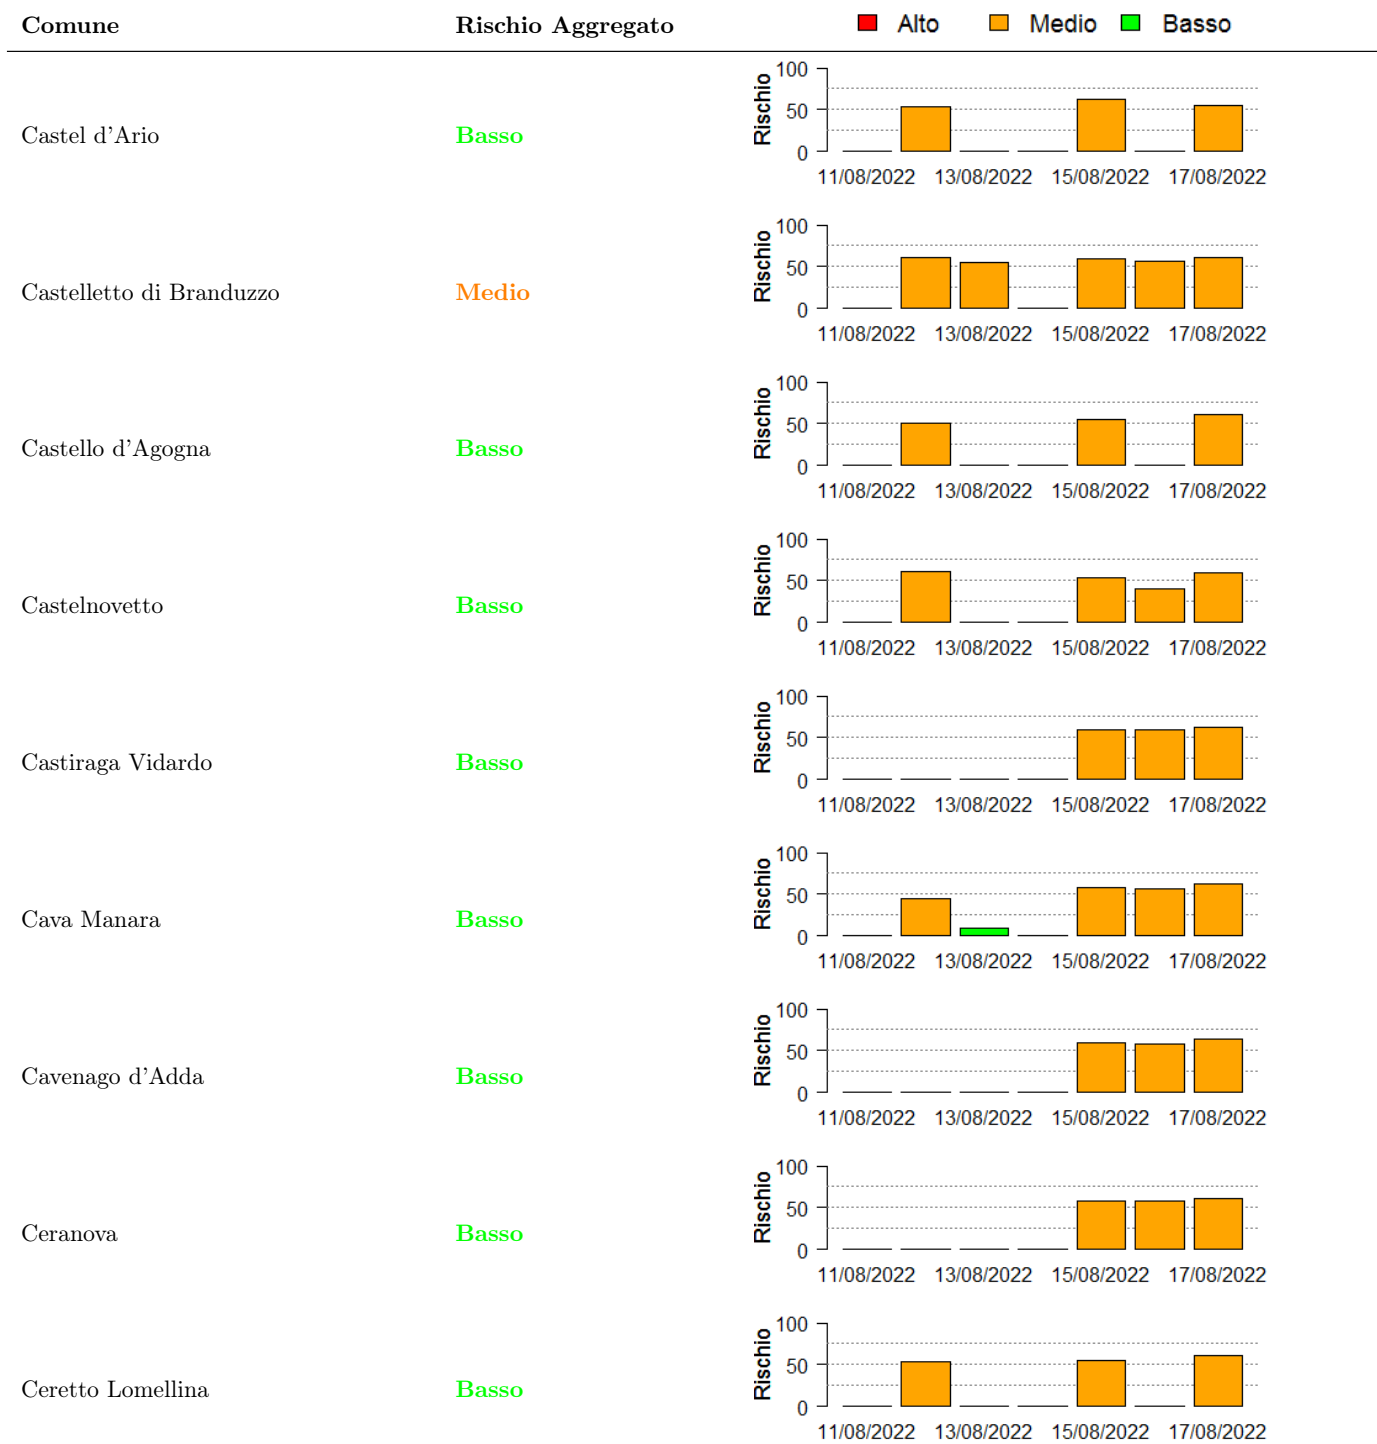 Comune Rischio Aggregato Alto Medio Basso
Castel d'Ario Basso
Rischio
100
50
0
11/08/2022 13/08/2022 15/08/2022 17/08/2022
Castelletto di Branduzzo Medio
Rischio
100
50
0
11/08/2022 13/08/2022 15/08/2022 17/08/2022
Castello d'Agogna Basso
Rischio
100
50
0
11/08/2022 13/08/2022 15/08/2022 17/08/2022
Castelnovetto Basso
Rischio
100
50
0
11/08/2022 13/08/2022 15/08/2022 17/08/2022
Castiraga Vidardo Basso
Rischio
100
50
0
11/08/2022 13/08/2022 15/08/2022 17/08/2022
Cava Manara Basso
Rischio
100
50
0
11/08/2022 13/08/2022 15/08/2022 17/08/2022
Cavenago d'Adda Basso
Rischio
100
50
0
11/08/2022 13/08/2022 15/08/2022 17/08/2022
Ceranova Basso
Rischio
100
50
0
11/08/2022 13/08/2022 15/08/2022 17/08/2022
Ceretto Lomellina Basso
Rischio
100
50
0
11/08/2022 13/08/2022 15/08/2022 17/08/2022